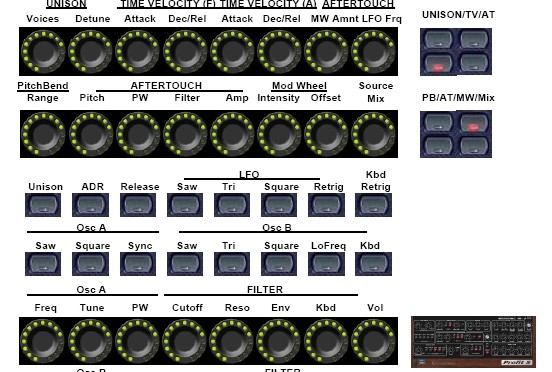 UNISON TIME VELOCITY (F) TIME VELOCITY (A) AFTERTOUCH
Voices Detune Attack Dec/Rel Attack Dec/Rel MW Amnt LFO Frq
UNISON/TV/AT
PitchBend AFTERTOUCH Mod Wheel Source
Range Pitch PW Filter Amp Intensity Offset Mix
PB/AT/MW/Mix
LFO Kbd
Unison ADR Release Saw Tri Square Retrig Retrig
Osc A Osc B
Saw Square Sync Saw Tri Square LoFreq Kbd
Osc A FILTER
Freq Tune PW Cutoff Reso Env Kbd Vol
Osc B FILTER